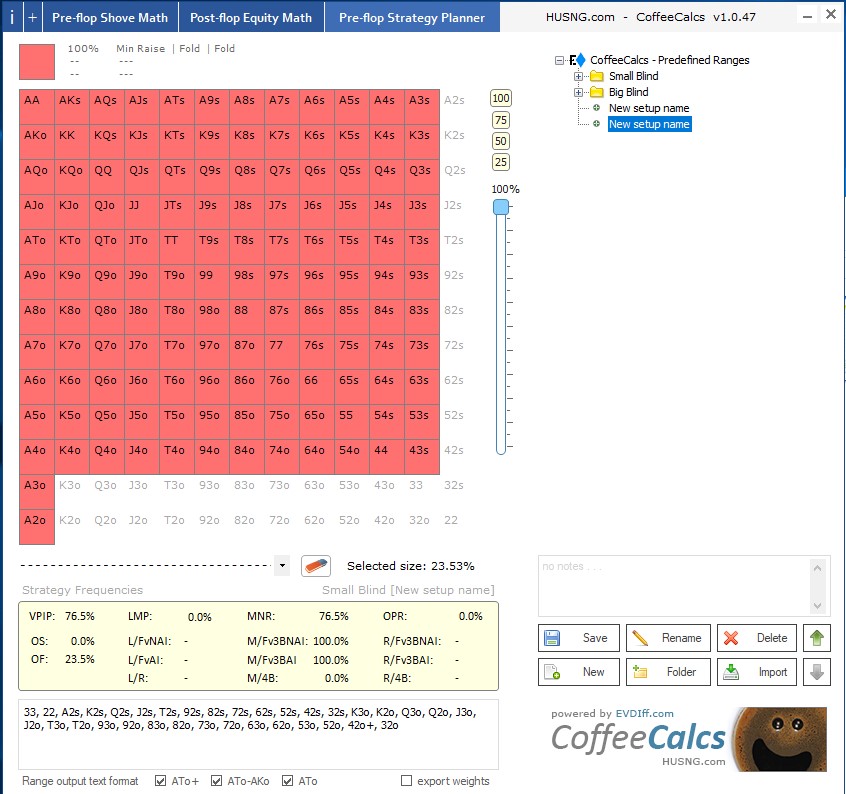 i + Pre-flop Shove Math Post-flop Equity Math Pre-flop Strategy Planner HUSNG.com - CoffeeCalcs v1.0.47
100% Min Raise | Fold | Fold
-- ---
-- ---
AA AKs AQs AJs ATs A9s A8s A7s A6s A5s A4s A3s A2s
AKo KK KQs KJs KTs K9s K8s K7s K6s K5s K4s K3s K2s
AQo KQo QQ QJs QTs Q9s Q8s Q7s Q6s Q5s Q4s Q3s Q2s
AJo KJo QJo JJ JTs J9s J8s J7s J6s J5s J4s J3s J2s
ATo KTo QTo JTo TT T9s T8s T7s T6s T5s T4s T3s T2s
A9o K9o Q9o J9o T9o 99 98s 97s 96s 95s 94s 93s 92s
A8o K8o Q8o J8o T8o 98o 88 87s 86s 85s 84s 83s 82s
A7o K7o Q7o J7o T7o 97o 87o 77 76s 75s 74s 73s 72s
A6o K6o Q6o J6o T6o 96o 86o 76o 66 65s 64s 63s 62s
A5o K5o Q5o J5o T5o 95o 85o 75o 65o 55 54s 53s 52s
A4o K4o Q4o J4o T4o 94o 84o 74o 64o 54o 44 43s 42s
A3o K3o Q3o J3o T3o 93o 83o 73o 63o 53o 43o 33 32s
A2o K2o Q2o J2o T2o 92o 82o 72o 62o 52o 42o 32o 22
100
75
50
25
100%
CoffeeCalcs - Predefined Ranges
Small Blind
Big Blind
New setup name
New setup name
Selected size: 23.53%
Strategy Frequencies Small Blind [New setup name]
VPIP: 76.5% LMP: 0.0% MNR: 76.5% OPR: 0.0%
OS: 0.0% L/FvNAI: - M/Fv3BNAI: 100.0% R/Fv3BNAI: -
OF: 23.5% L/FvAI: - M/Fv3BAI 100.0% R/Fv3BAI: -
L/R: - M/4B: 0.0% R/4B: -
33, 22, A2s, K2s, Q2s, J2s, T2s, 92s, 82s, 72s, 62s, 52s, 42s, 32s, K3o, K2o, Q3o, Q2o, J3o,
J2o, T3o, T2o, 93o, 92o, 83o, 82o, 73o, 72o, 63o, 62o, 53o, 52o, 42o+, 32o
Range output text format ATo+ ATo-AKo ATo export weights
no notes . . .
Save Rename Delete
New Folder Import
powered by EVDIff.com
CoffeeCalcs
HUSNG.com